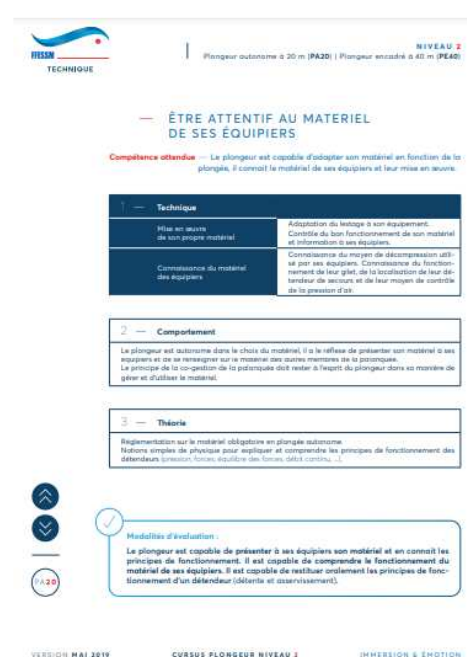 FFESSM
TECHNIQUE
NIVEAU 2
Plongeur autonome à 20 m (PA20) | Plongeur encadré à 40 m (PE40)
— ÊTRE ATTENTIF AU MATERIEL
DE SES ÉQUIPIERS
Compétence attendue — Le plongeur est capable d'adapter son matériel en fonction de la
plongée, il connait le matériel de ses équipiers et leur mise en œuvre.
1 — Technique
Mise en œuvre
de son propre matériel
Adaptation du lestage à son équipement.
Contrôle du bon fonctionnement de son matériel
et information à ses équipiers.
Connaissance du matériel
des équipiers
Connaissance du moyen de décompression utili-
sé par ses équipiers. Connaissance du fonction-
nement de leur gilet, de la localisation de leur dé-
tendeur de secours et de leur moyen de contrôle
de la pression d'air.
2 — Comportement
Le plongeur est autonome dans le choix du matériel, il a le réflexe de présenter son matériel à ses
équipiers et de se renseigner sur le matériel des autres membres de la palanquée.
Le principe de la co-gestion de la palanquée doit rester à l'esprit du plongeur dans sa manière de
gérer et d'utiliser le matériel.
3 — Théorie
Règlementation sur le matériel obligatoire en plongée autonome.
Notions simples de physique pour expliquer et comprendre les principes de fonctionnement des
détendeurs (pression, forces, équilibre des forces, débit continu, ...).
Modalités d'évaluation :
Le plongeur est capable de présenter à ses équipiers son matériel et en connait les
principes de fonctionnement. Il est capable de comprendre le fonctionnement du
matériel de ses équipiers. Il est capable de restituer oralement les principes de fonc-
tionnement d'un détendeur (détente et asservissement).
PA20
VERSION MAI 2019
CURSUS PLONGEUR NIVEAU 2
IMMERSION & ÉMOTION